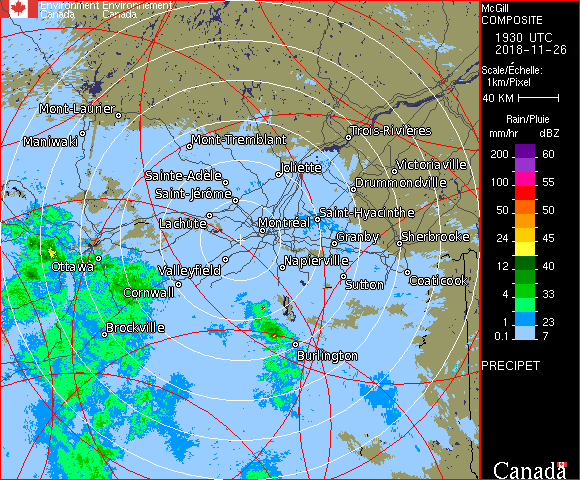 Environment Environnement
Canada Canada
McGill
COMPOSITE
1930 UTC
2018-11-26
Scale/Échelle:
1km/Pixel
40 KM
Rain/Pluie
mm/hr dBZ
200 60
100 55
50 50
24 45
12 40
4 33
1 23
0.1 7
PRECIPET
Canada
Mont-Laurier
Maniwaki
Mont-Tremblant
Trois-Rivières
Sainte-Adèle
Joliette
Victoriaville
Saint-Jérôme
Drummondville
Lachute
Montréal
Saint-Hyacinthe
Granby
Sherbrooke
Ottawa
Valleyfield
Napierville
Cornwall
Sutton
Coaticook
Brockville
Burlington